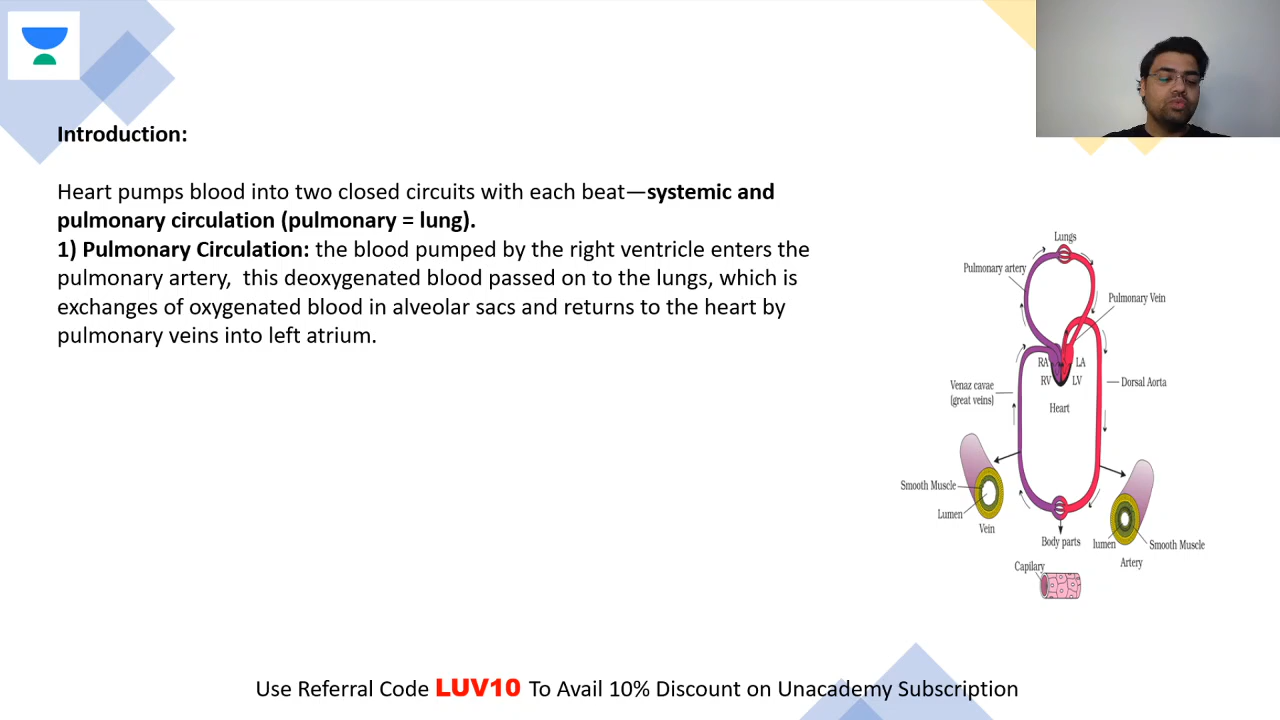 Introduction:
Heart pumps blood into two closed circuits with each beat—systemic and
pulmonary circulation (pulmonary = lung).
1) Pulmonary Circulation: the blood pumped by the right ventricle enters the
pulmonary artery,  this deoxygenated blood passed on to the lungs, which is
exchanges of oxygenated blood in alveolar sacs and returns to the heart by
pulmonary veins into left atrium.
Lungs
Pulmonary artery
Pulmonary Vein
RA
LA
RV
LV
Heart
Venaz cavae
(great veins)
Dorsal Aorta
Smooth Muscle
Lumen
Vein
Body parts
lumen
Smooth Muscle
Artery
Capilary
Use Referral Code LUV10 To Avail 10% Discount on Unacademy Subscription